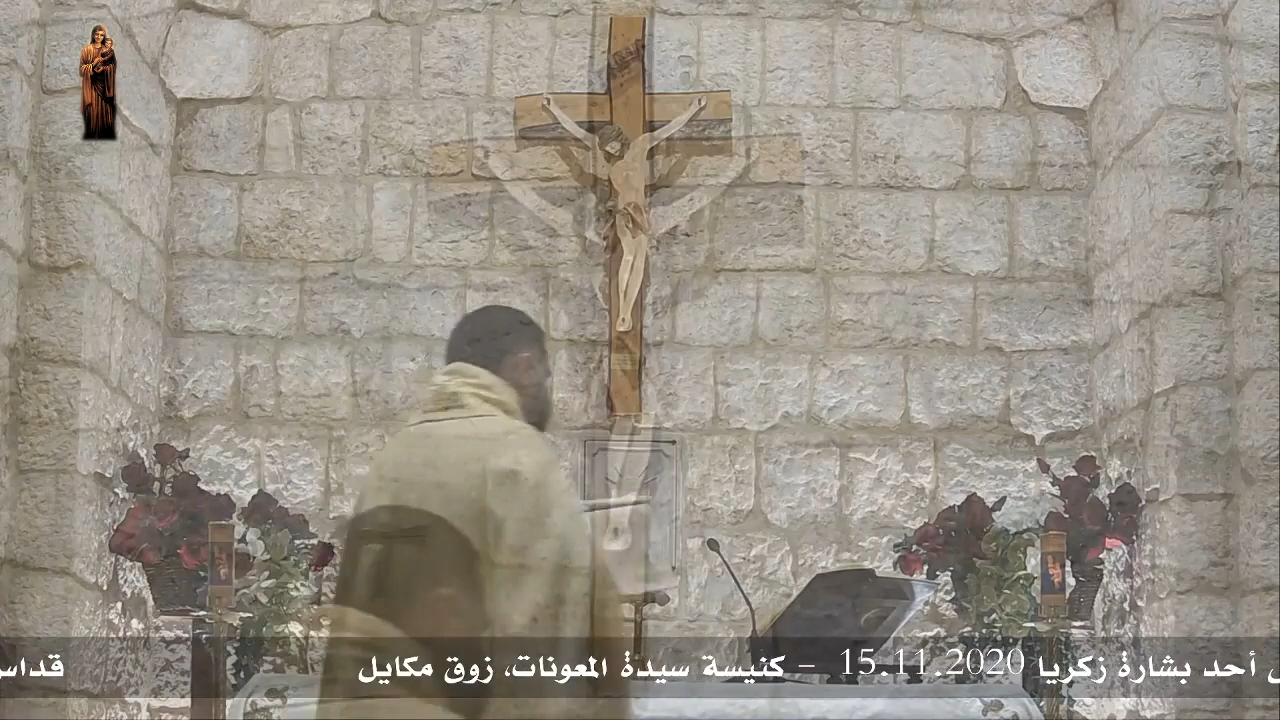 أحد بشارة زكريا 15.11.2020 – كنيسة سيدة المعونات، زوق مكايل قداس